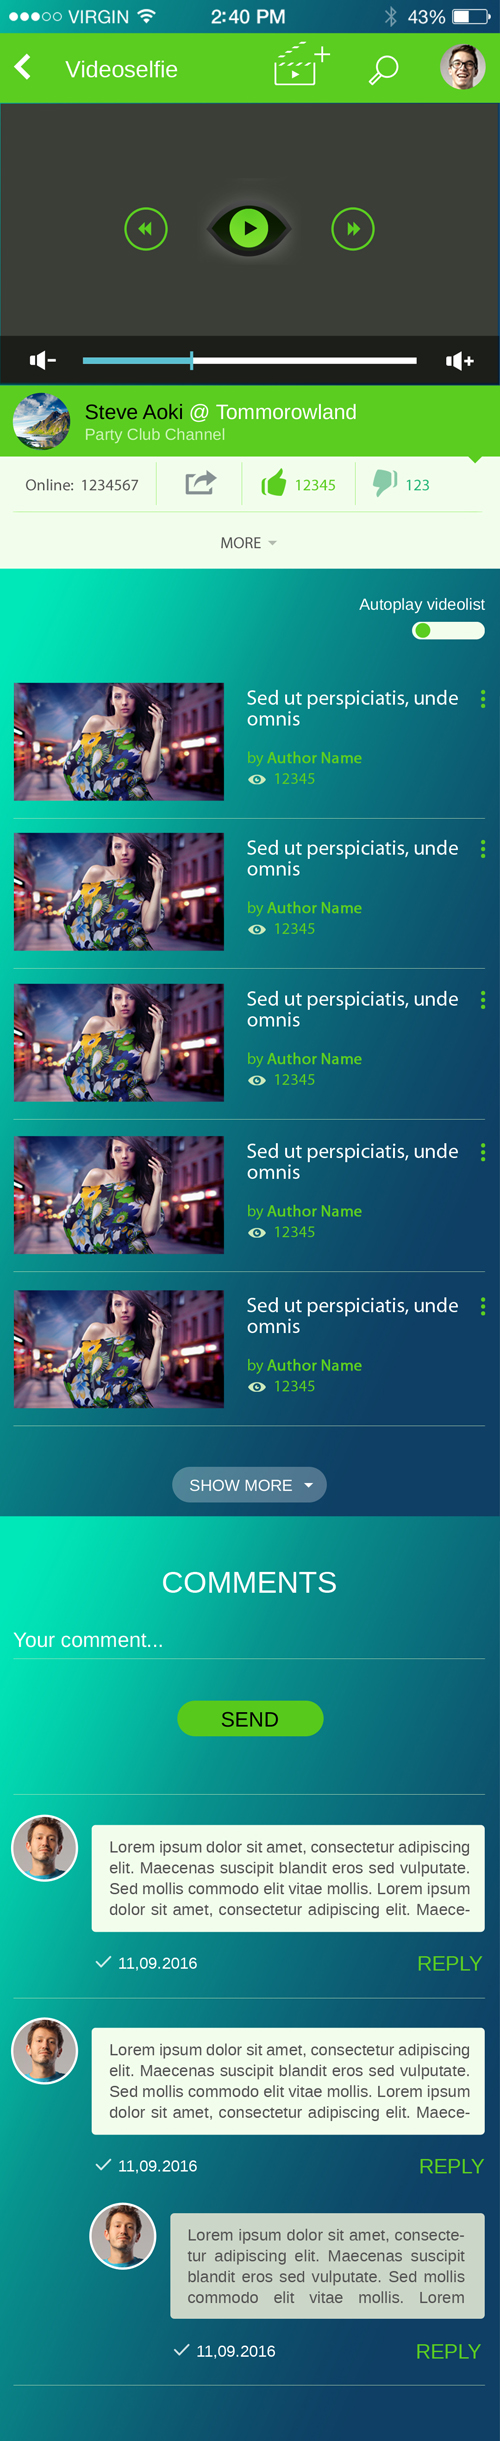 VIRGIN 2:40 PM 43%
Videoselfie
Steve Aoki @ Tommorowland
Party Club Channel
Online: 1234567 12345 123
MORE
Autoplay videolist
Sed ut perspiciatis, unde
omnis
by Author Name
12345
Sed ut perspiciatis, unde
omnis
by Author Name
12345
Sed ut perspiciatis, unde
omnis
by Author Name
12345
Sed ut perspiciatis, unde
omnis
by Author Name
12345
Sed ut perspiciatis, unde
omnis
by Author Name
12345
SHOW MORE
COMMENTS
Your comment...
SEND
Lorem ipsum dolor sit amet, consectetur adipiscing
elit. Maecenas suscipit blandit eros sed vulputate.
Sed mollis commodo elit vitae mollis. Lorem ipsum
dolor sit amet, consectetur adipiscing elit. Maece-
11,09.2016 REPLY
Lorem ipsum dolor sit amet, consectetur adipiscing
elit. Maecenas suscipit blandit eros sed vulputate.
Sed mollis commodo elit vitae mollis. Lorem ipsum
dolor sit amet, consectetur adipiscing elit. Maece-
11,09.2016 REPLY
Lorem ipsum dolor sit amet, consecte-
tur adipiscing elit. Maecenas suscipit
blandit eros sed vulputate. Sed mollis
commodo elit vitae mollis. Lorem
11,09.2016 REPLY